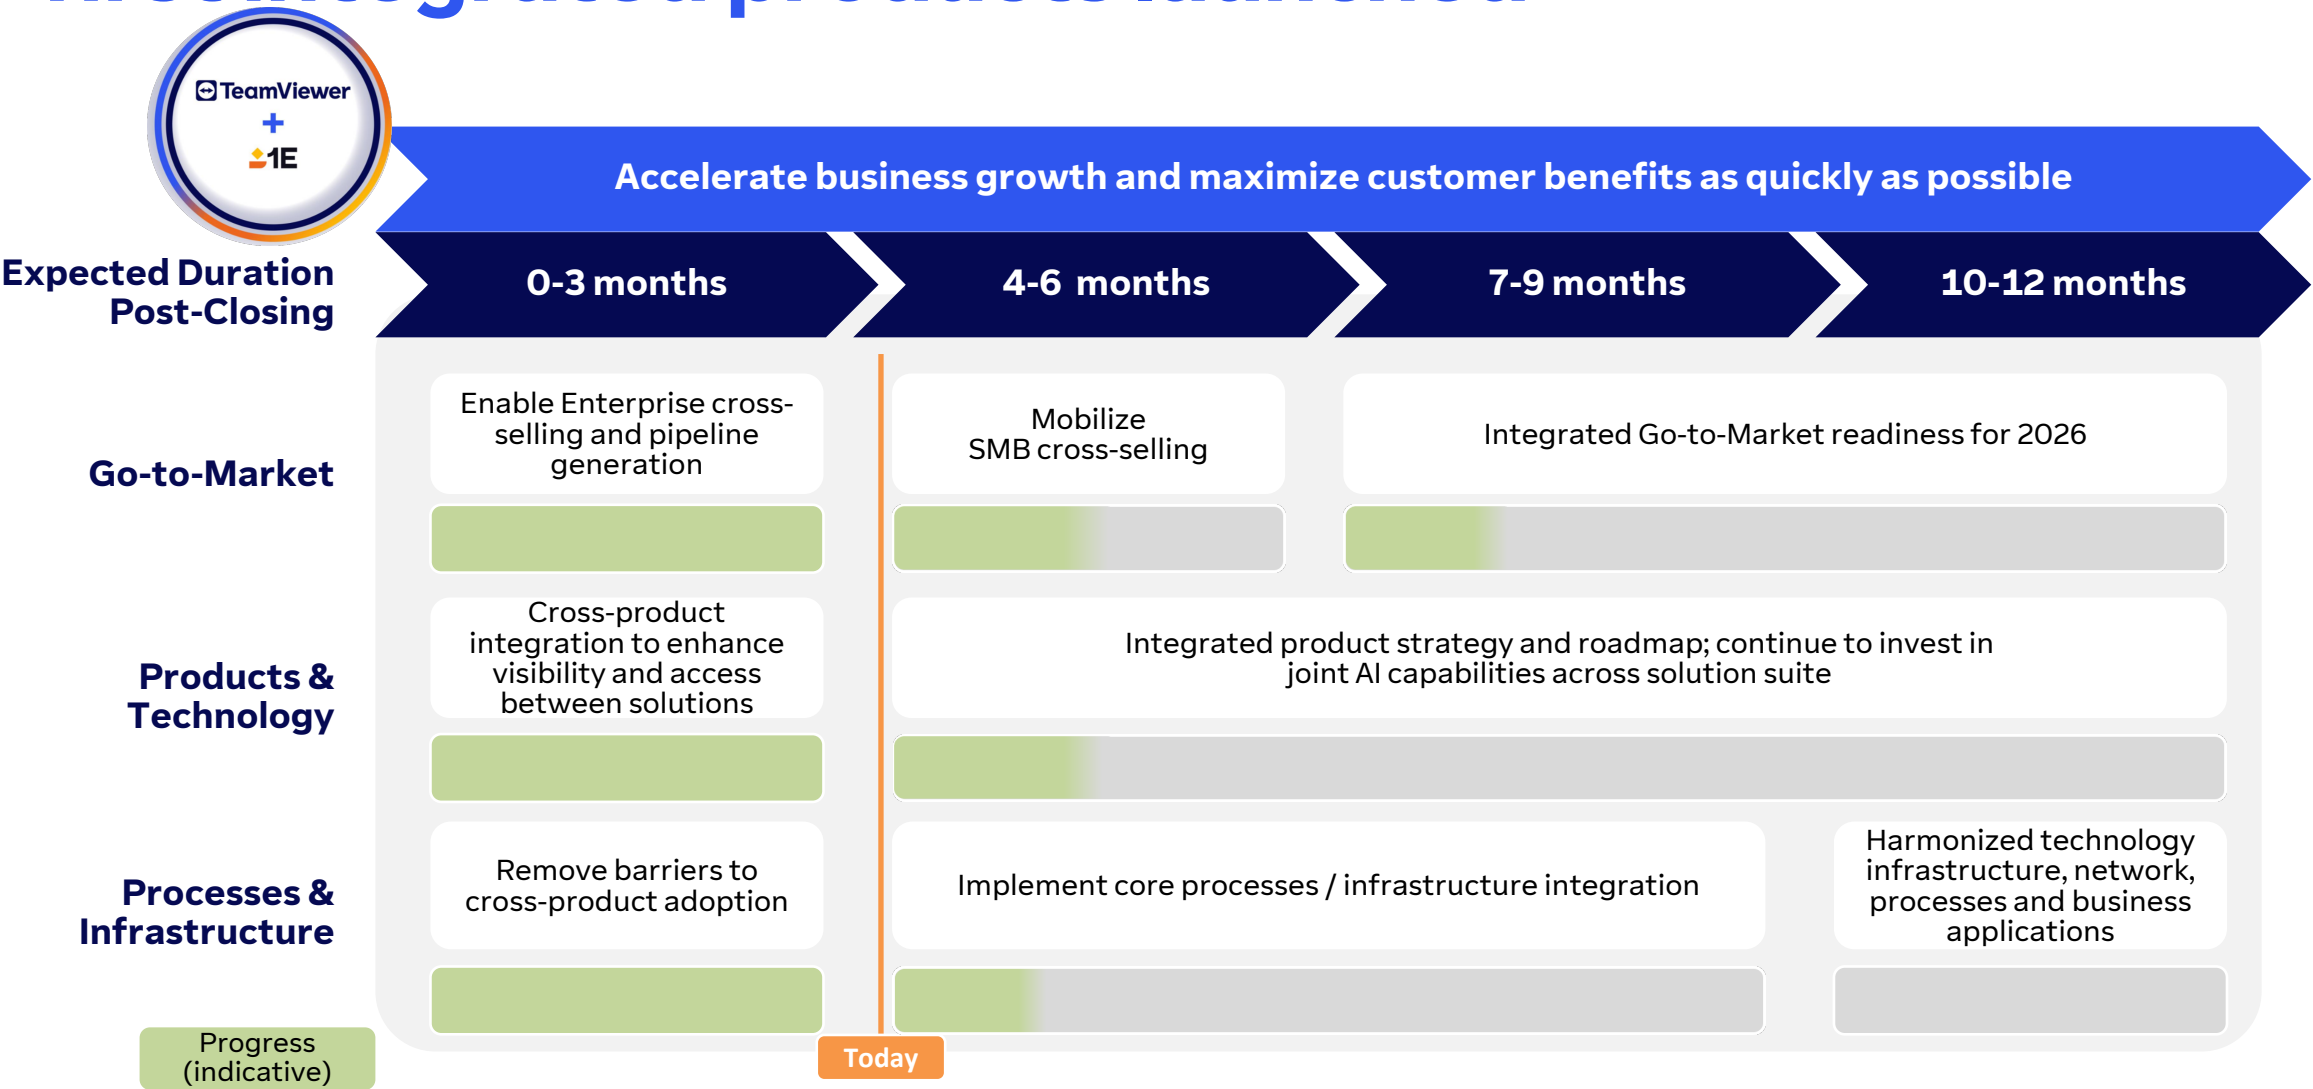 integrated products launched
TeamViewer
+
1E
Accelerate business growth and maximize customer benefits as quickly as possible
Expected Duration
Post-Closing
0-3 months
4-6 months
7-9 months
10-12 months
Go-to-Market
Enable Enterprise cross-
selling and pipeline
generation
Mobilize
SMB cross-selling
Integrated Go-to-Market readiness for 2026
Products &
Technology
Cross-product
integration to enhance
visibility and access
between solutions
Integrated product strategy and roadmap; continue to invest in
joint AI capabilities across solution suite
Processes &
Infrastructure
Remove barriers to
cross-product adoption
Implement core processes / infrastructure integration
Harmonized technology
infrastructure, network,
processes and business
applications
Progress
(indicative)
Today